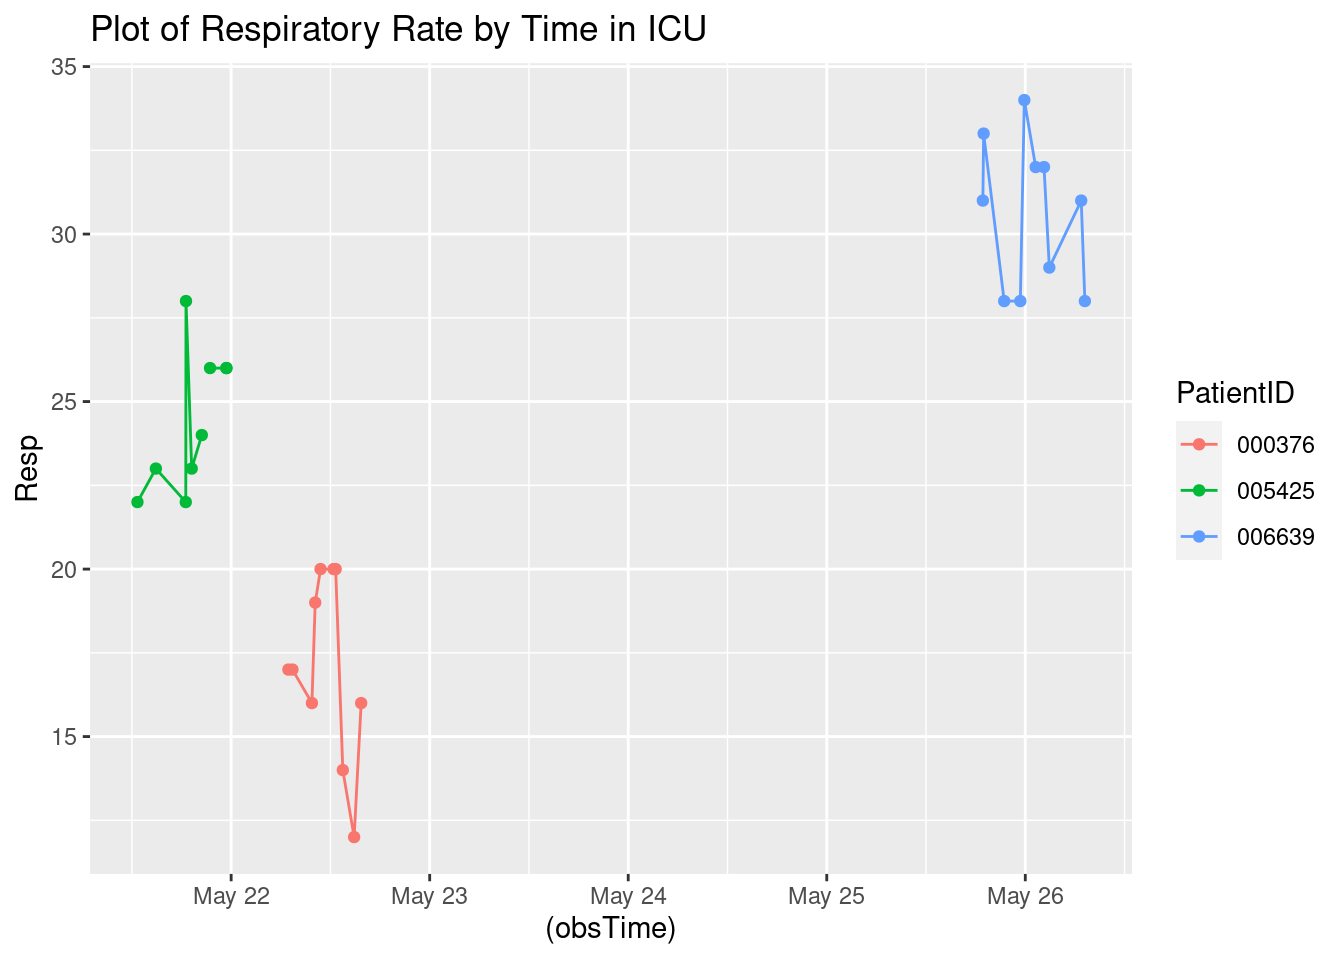 Plot of Respiratory Rate by Time in ICU
35
30
25
20
15
Resp
May 22
May 23
May 24
May 25
May 26
(obsTime)
PatientID
000376
005425
006639